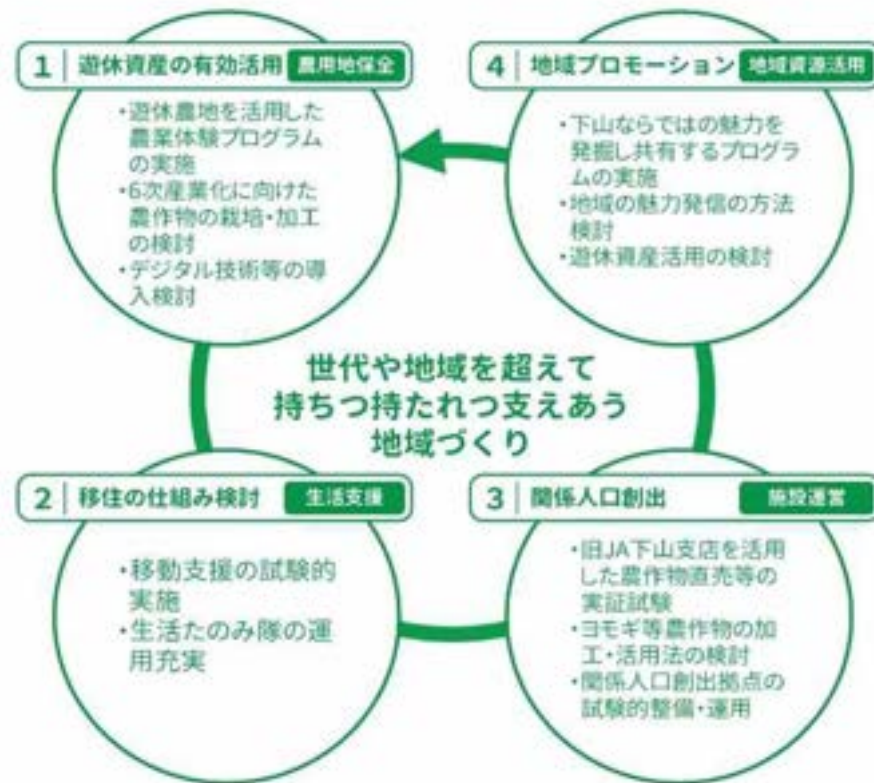 1 遊休資産の有効活用 農用地保全
・遊休農地を活用した
農業体験プログラム
の実施
・6次産業化に向けた
農作物の栽培・加工
の検討
・デジタル技術等の導
入検討
4 地域プロモーション 地域資源活用
・下山ならではの魅力を
発掘し共有するプログラ
ムの実施
・地域の魅力発信の方法
検討
・遊休資産活用の検討
世代や地域を超えて
持ちつ持たれつ支えあう
地域づくり
2 移住の仕組み検討 生活支援
・移動支援の試験的
実施
・生活たのみ隊の運
用充実
3 関係人口創出 施設運営
・旧JA下山支店を活用
した農作物直売等の
実証試験
・ヨモギ等農作物の加
工・活用法の検討
・関係人口創出拠点の
試験的整備・運用